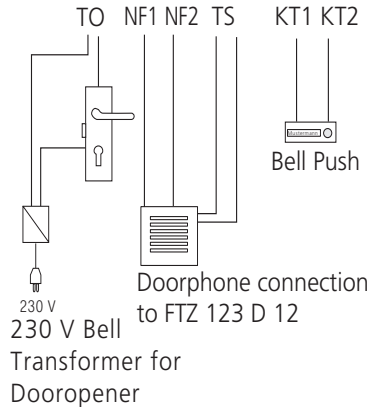 TO NF1 NF2 TS KT1 KT2
Mustermann
Bell Push
Doorphone connection
to FTZ 123 D 12
230 V
230 V Bell
Transformer for
Dooropener